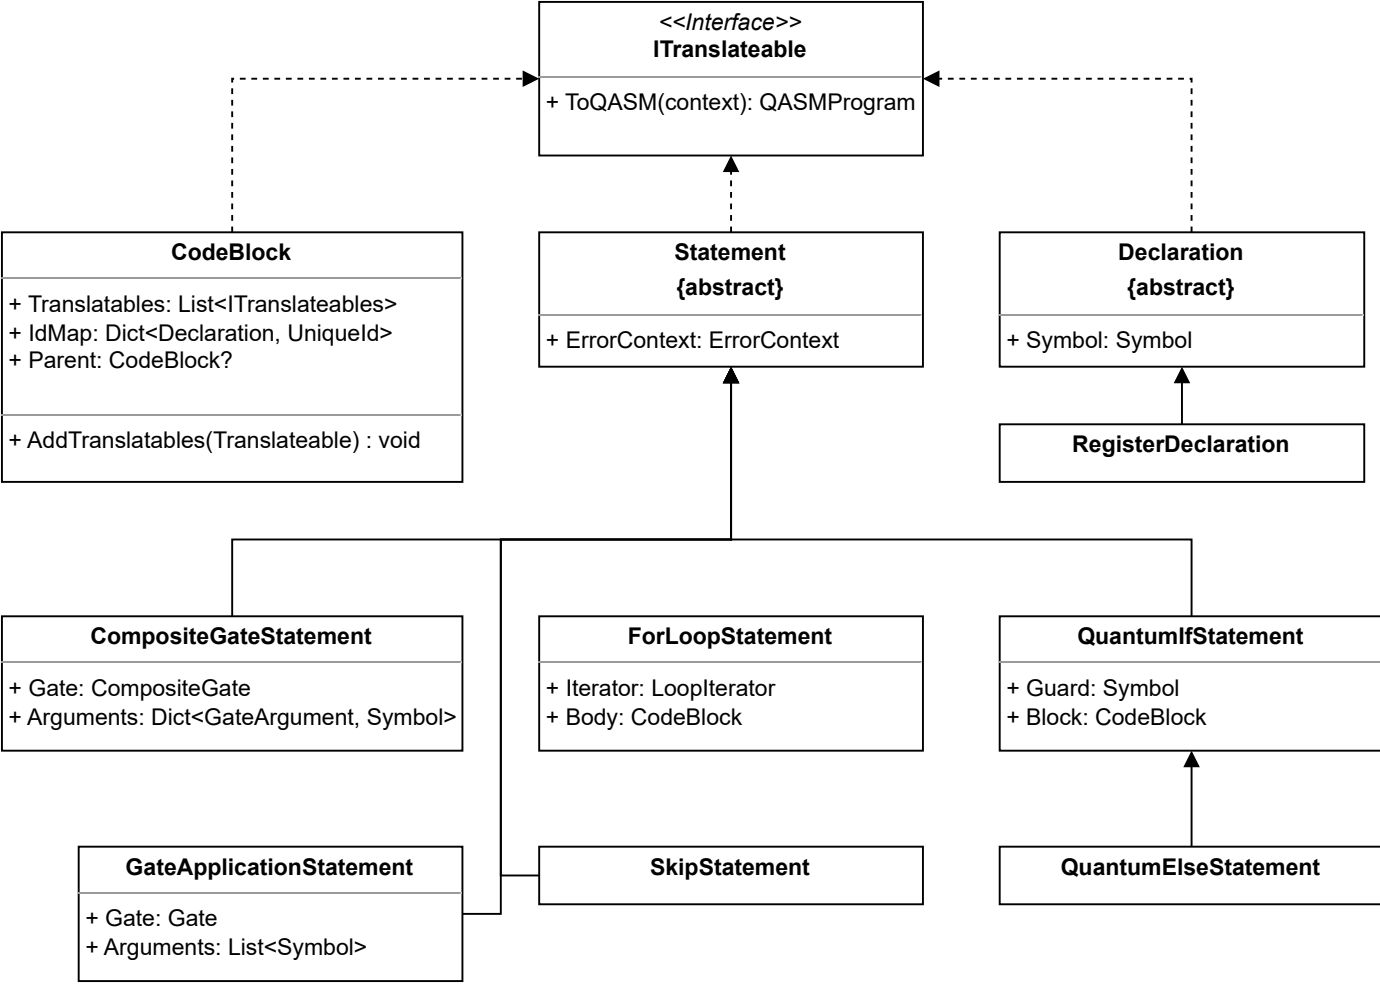 <<Interface>>
ITranslateable
+ ToQASM(context): QASMProgram
CodeBlock
+ Translatables: List<ITranslateables>
+ IdMap: Dict<Declaration, UniqueId>
+ Parent: CodeBlock?
+ AddTranslatables(Translateable) : void
Statement
{abstract}
+ ErrorContext: ErrorContext
Declaration
{abstract}
+ Symbol: Symbol
RegisterDeclaration
CompositeGateStatement
+ Gate: CompositeGate
+ Arguments: Dict<GateArgument, Symbol>
ForLoopStatement
+ Iterator: LoopIterator
+ Body: CodeBlock
QuantumIfStatement
+ Guard: Symbol
+ Block: CodeBlock
GateApplicationStatement
+ Gate: Gate
+ Arguments: List<Symbol>
SkipStatement
QuantumElseStatement